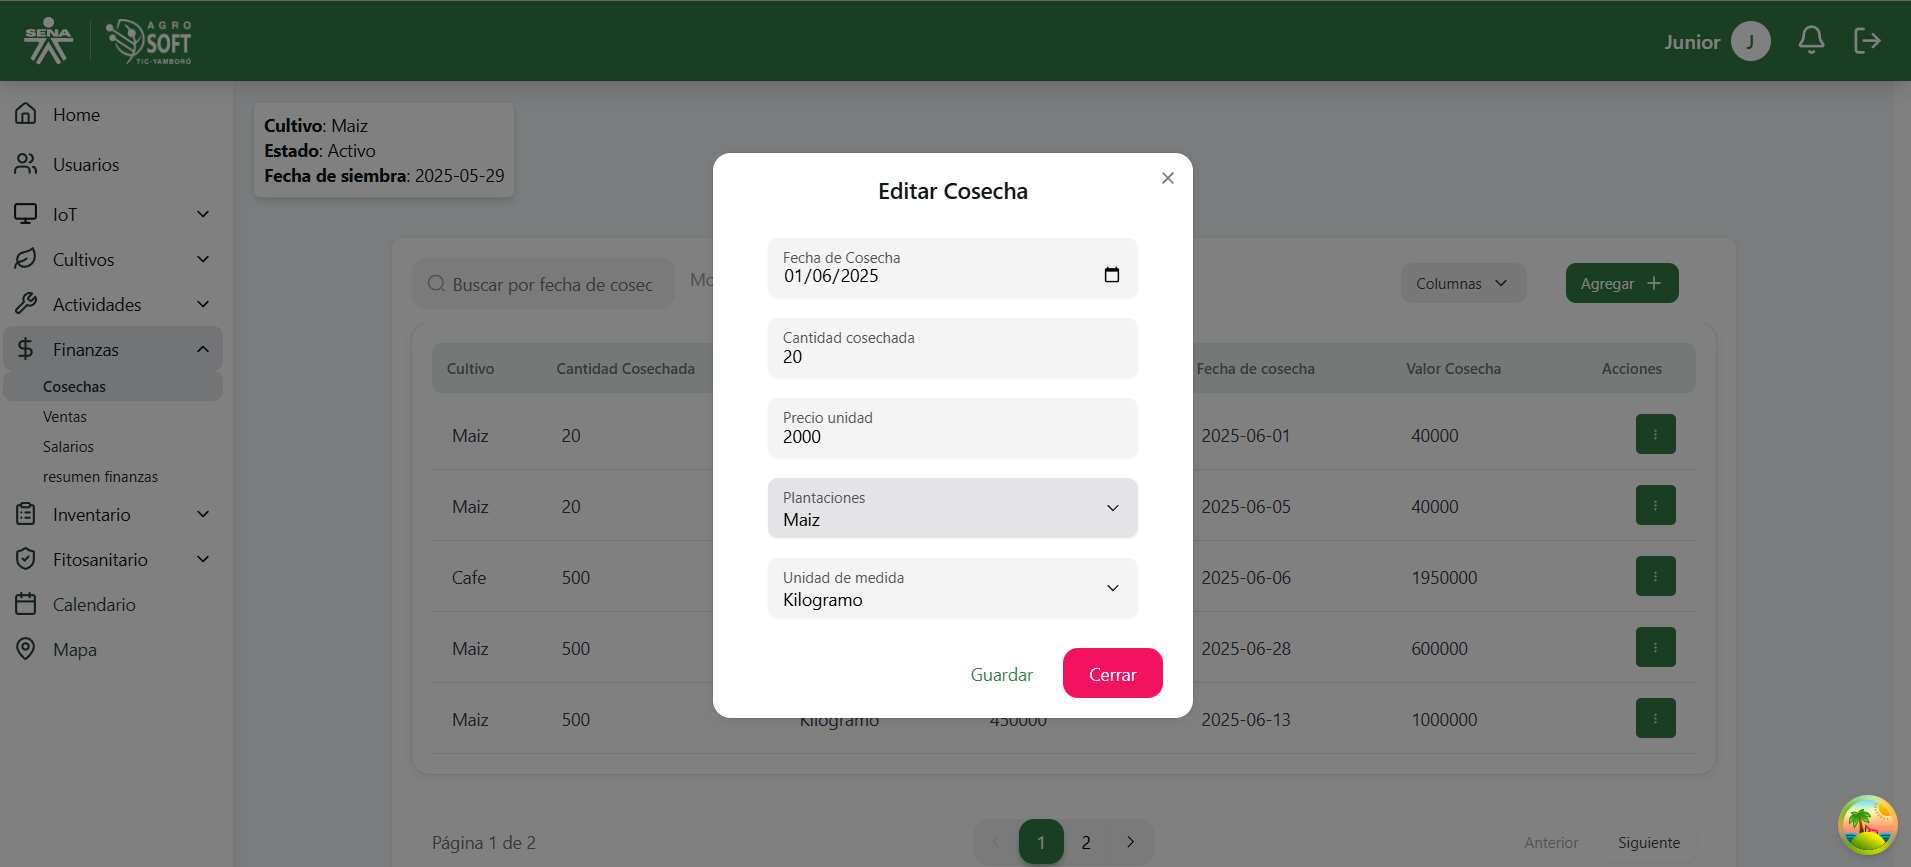 SENA
AGRO
SOFT
TIC-YAMBORÓ
Junior J
Home
Usuarios
IoT
Cultivos
Actividades
Finanzas
Cosechas
Ventas
Salarios
resumen finanzas
Inventario
Fitosanitario
Calendario
Mapa
Cultivo: Maiz
Estado: Activo
Fecha de siembra: 2025-05-29
Buscar por fecha de cosec
Columnas
Agregar +
Cultivo Cantidad Cosechada Fecha de cosecha Valor Cosecha Acciones
Maiz 20 2025-06-01 40000
Maiz 20 2025-06-05 40000
Cafe 500 2025-06-06 1950000
Maiz 500 2025-06-28 600000
Maiz 500 Kilogramo 450000 2025-06-13 1000000
Página 1 de 2
1 2
Anterior Siguiente
Editar Cosecha
Fecha de Cosecha
01/06/2025
Cantidad cosechada
20
Precio unidad
2000
Plantaciones
Maiz
Unidad de medida
Kilogramo
Guardar Cerrar